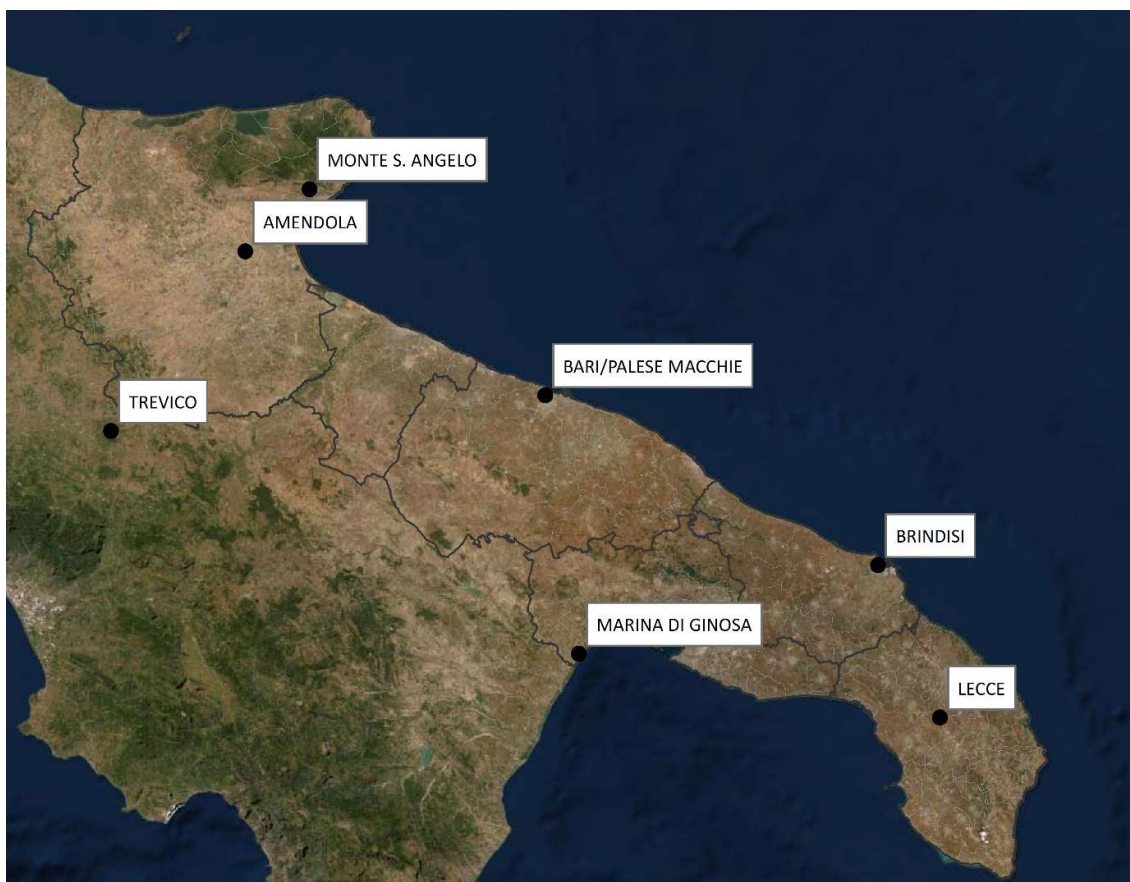 MONTE S. ANGELO
AMENDOLA
BARI/PALESE MACCHIE
TREVICO
BRINDISI
MARINA DI GINOSA
LECCE